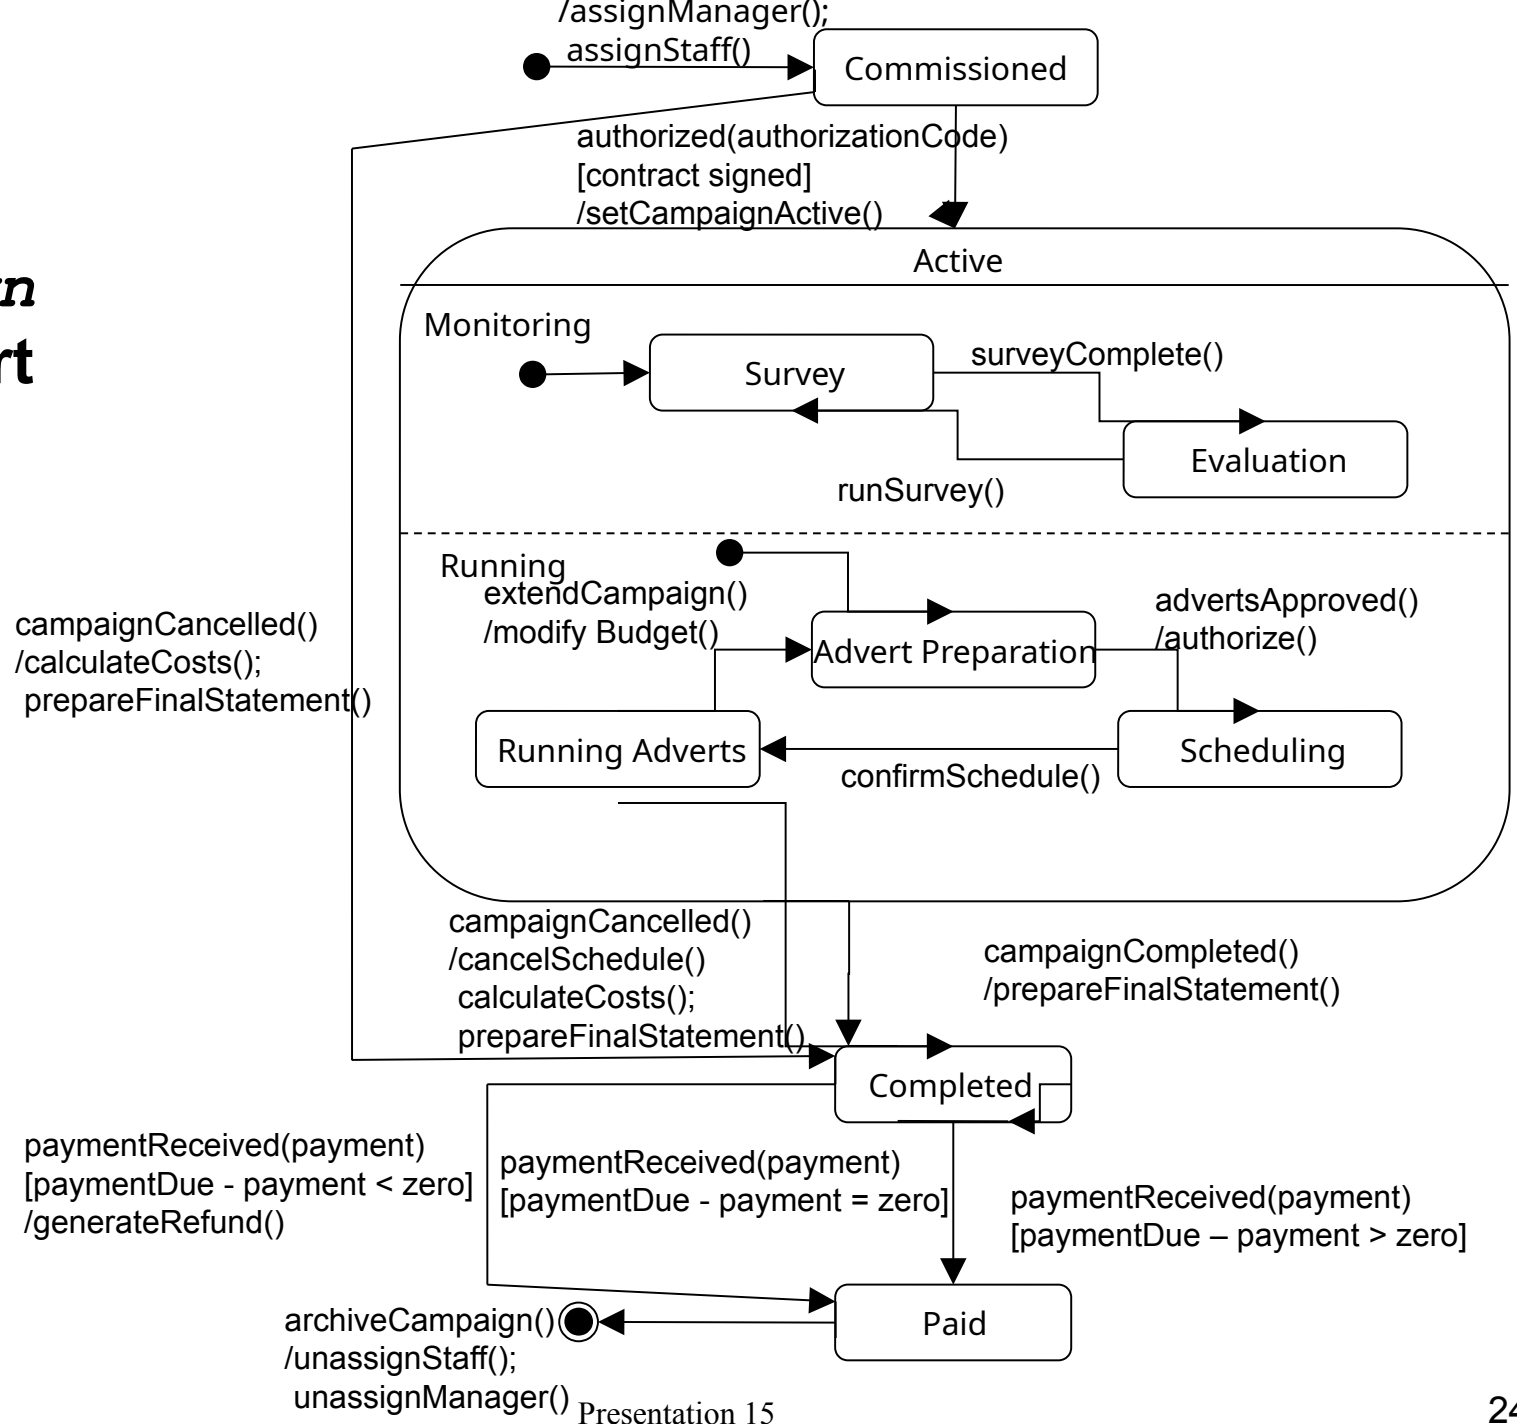 /assignManager();
assignStaff()
Commissioned
authorized(authorizationCode)
[contract signed]
/setCampaignActive()
Active
Monitoring
Survey
surveyComplete()
Evaluation
runSurvey()
Running
extendCampaign()
/modify Budget()
advertsApproved()
/authorize()
Advert Preparation
campaignCancelled()
/calculateCosts();
prepareFinalStatement()
Running Adverts
Scheduling
confirmSchedule()
campaignCancelled()
/cancelSchedule()
calculateCosts();
prepareFinalStatement()
campaignCompleted()
/prepareFinalStatement()
Completed
paymentReceived(payment)
[paymentDue - payment < zero]
/generateRefund()
paymentReceived(payment)
[paymentDue - payment = zero]
paymentReceived(payment)
[paymentDue – payment > zero]
archiveCampaign()
/unassignStaff();
unassignManager()
Paid
Presentation 15